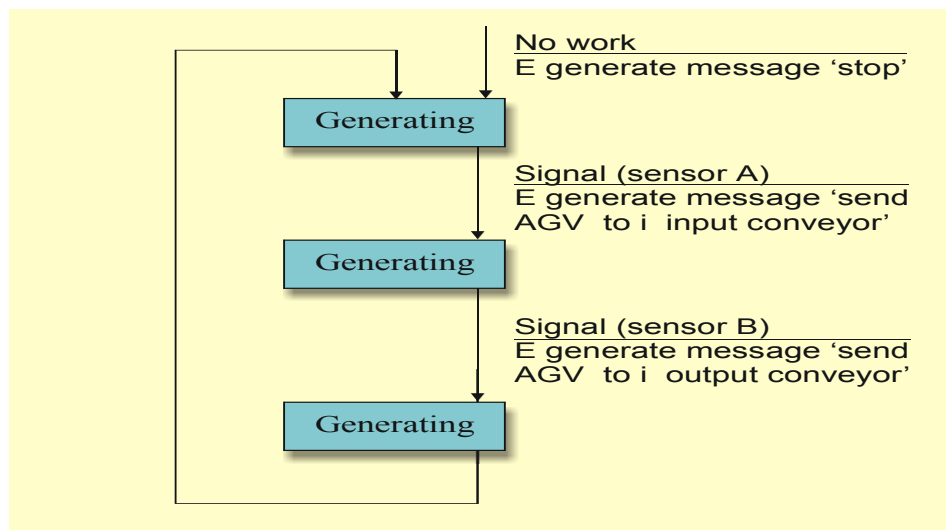 No work
E generate message ‘stop’
Generating
Signal (sensor A)
E generate message ‘send
AGV to i input conveyor’
Generating
Signal (sensor B)
E generate message ‘send
AGV to i output conveyor’
Generating